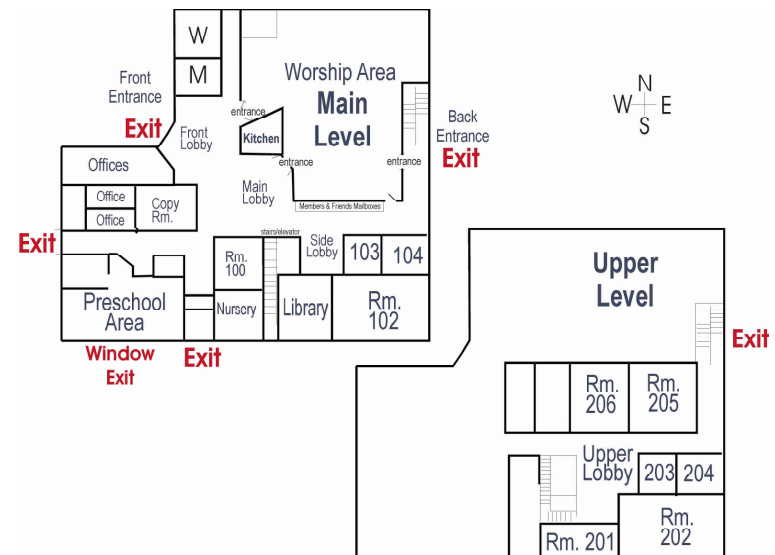 W
M
Front
Entrance
Exit
Front
Lobby
entrance
Kitchen
Worship Area
Main
Level
entrance
entrance
Back
Entrance
Exit
N
W E
S
Offices
Office
Office
Copy
Rm.
Main
Lobby
Members & Friends Mailboxes
Exit
stairs/elevator
Side
Lobby
103
104
Rm.
100
Preschool
Area
Nursery
Library
Rm.
102
Window
Exit
Exit
Upper
Level
Exit
Rm.
206
Rm.
205
Upper
Lobby
203
204
Rm. 201
Rm.
202